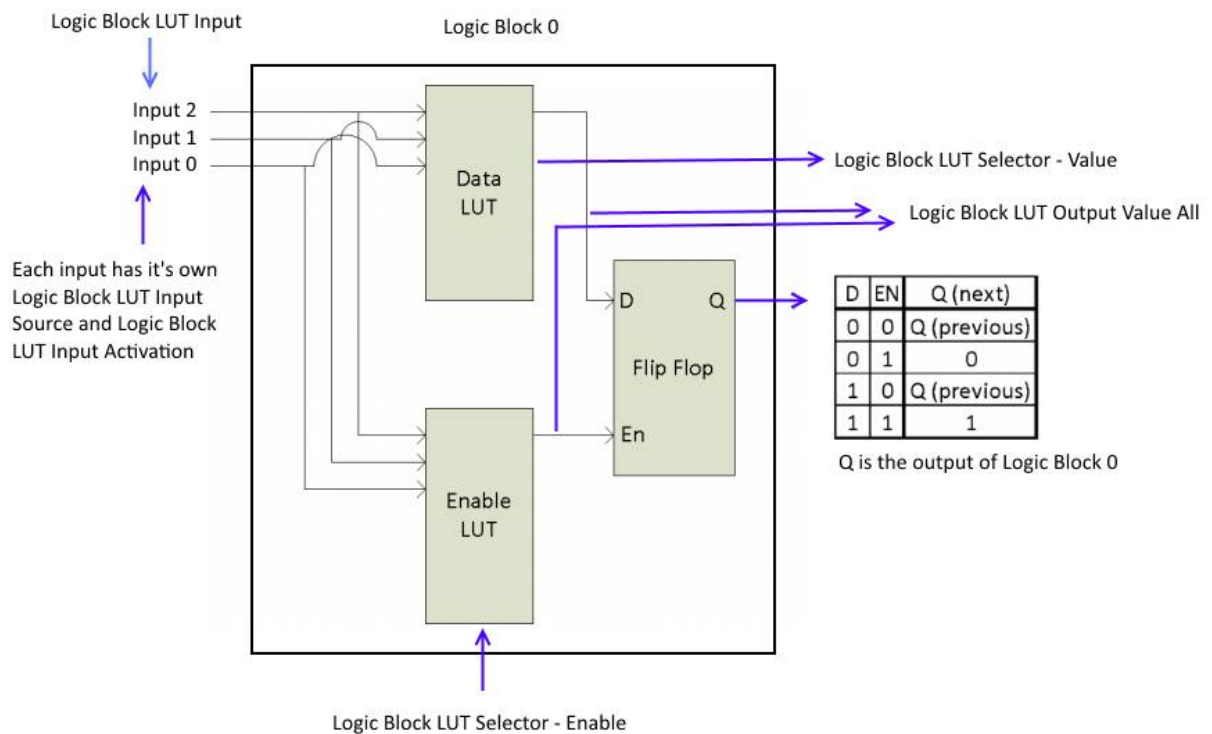 Logic Block LUT Input
Logic Block 0
Input 2
Input 1
Input 0
Data
LUT
Logic Block LUT Selector - Value
Logic Block LUT Output Value All
Each input has it's own
Logic Block LUT Input
Source and Logic Block
LUT Input Activation
D Q
Flip Flop
En
D EN Q (next)
0 0 Q (previous)
0 1 0
1 0 Q (previous)
1 1 1
Q is the output of Logic Block 0
Enable
LUT
Logic Block LUT Selector - Enable